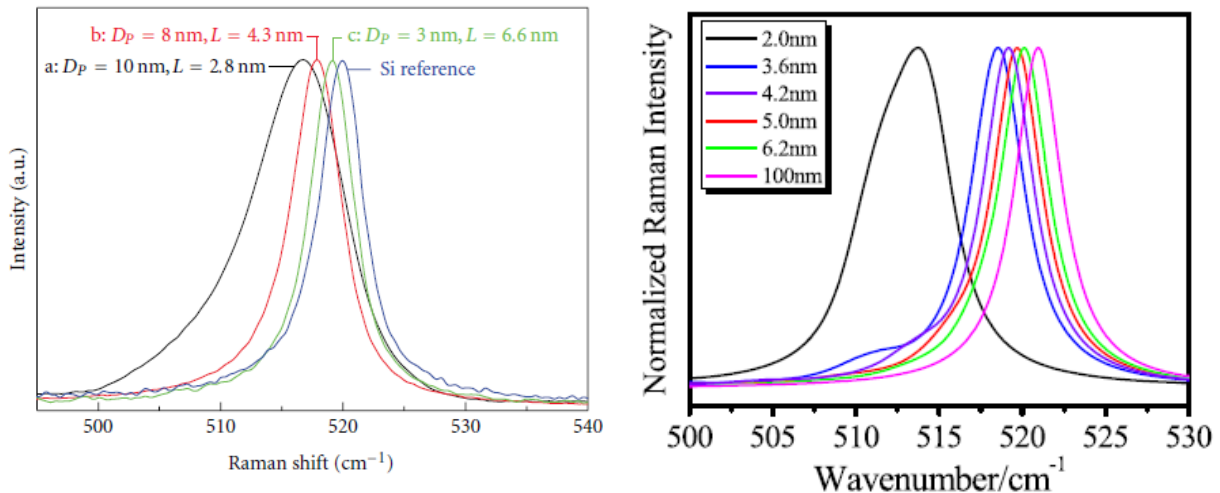 b: D_P = 8 nm, L = 4.3 nm
c: D_P = 3 nm, L = 6.6 nm
a: D_P = 10 nm, L = 2.8 nm
Si reference
Intensity (a.u.)
500 510 520 530 540
Raman shift (cm⁻¹)
2.0nm
3.6nm
4.2nm
5.0nm
6.2nm
100nm
Normalized Raman Intensity
500 505 510 515 520 525 530
Wavenumber/cm⁻¹